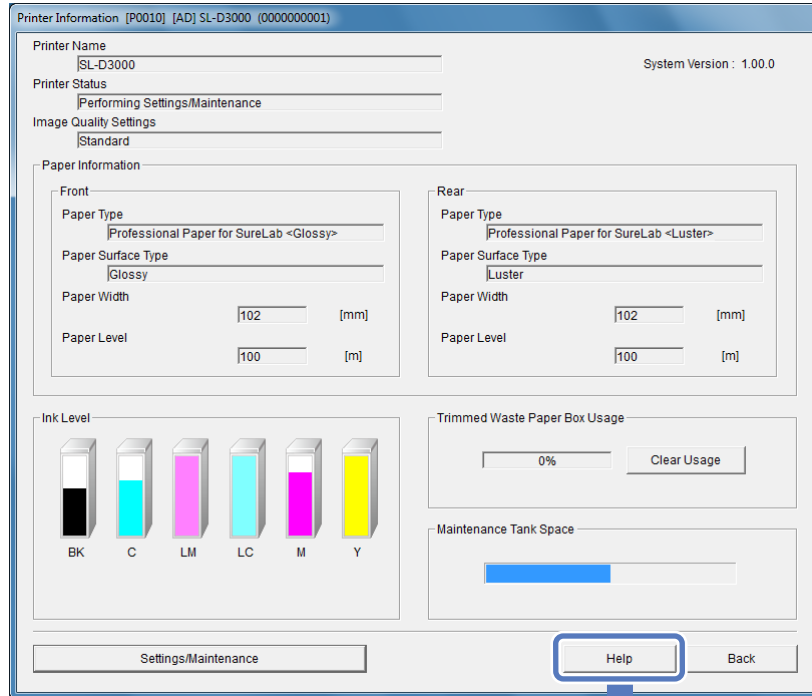 Printer Information [P0010] [AD] SL-D3000 (0000000001)
Printer Name
SL-D3000
System Version : 1.00.0
Printer Status
Performing Settings/Maintenance
Image Quality Settings
Standard
Paper Information
Front
Paper Type
Professional Paper for SureLab <Glossy>
Paper Surface Type
Glossy
Paper Width
102 [mm]
Paper Level
100 [m]
Rear
Paper Type
Professional Paper for SureLab <Luster>
Paper Surface Type
Luster
Paper Width
102 [mm]
Paper Level
100 [m]
Ink Level
BK C LM LC M Y
Trimmed Waste Paper Box Usage
0% Clear Usage
Maintenance Tank Space
Settings/Maintenance Help Back